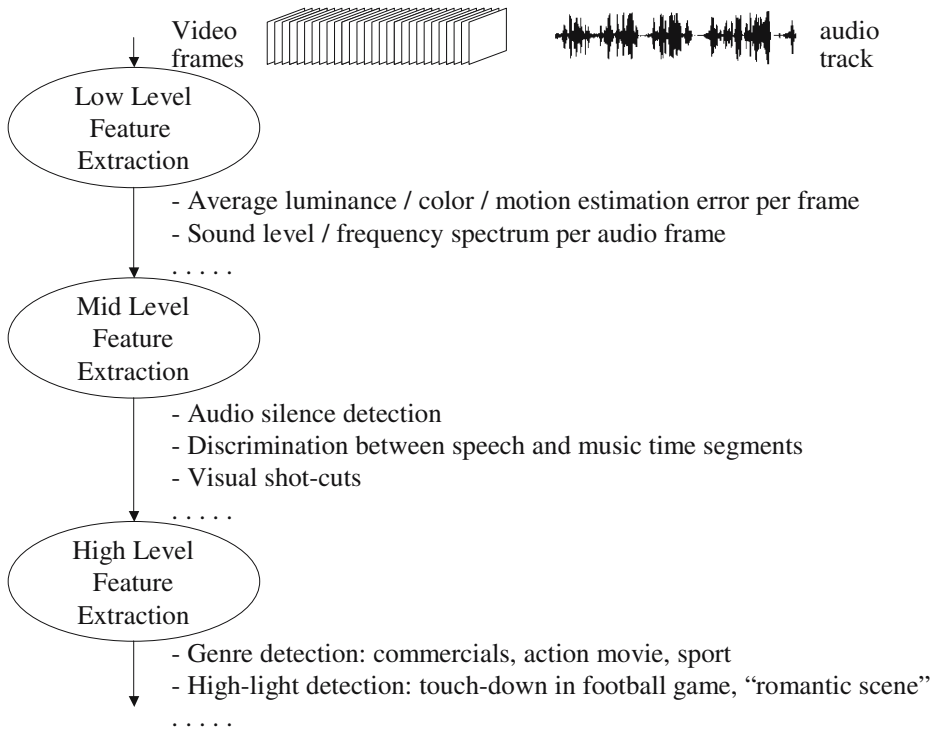 Video
frames
audio
track
Low Level
Feature
Extraction
- Average luminance / color / motion estimation error per frame
- Sound level / frequency spectrum per audio frame
. . . . .
Mid Level
Feature
Extraction
- Audio silence detection
- Discrimination between speech and music time segments
- Visual shot-cuts
. . . . .
High Level
Feature
Extraction
- Genre detection: commercials, action movie, sport
- High-light detection: touch-down in football game, “romantic scene”
. . . . .